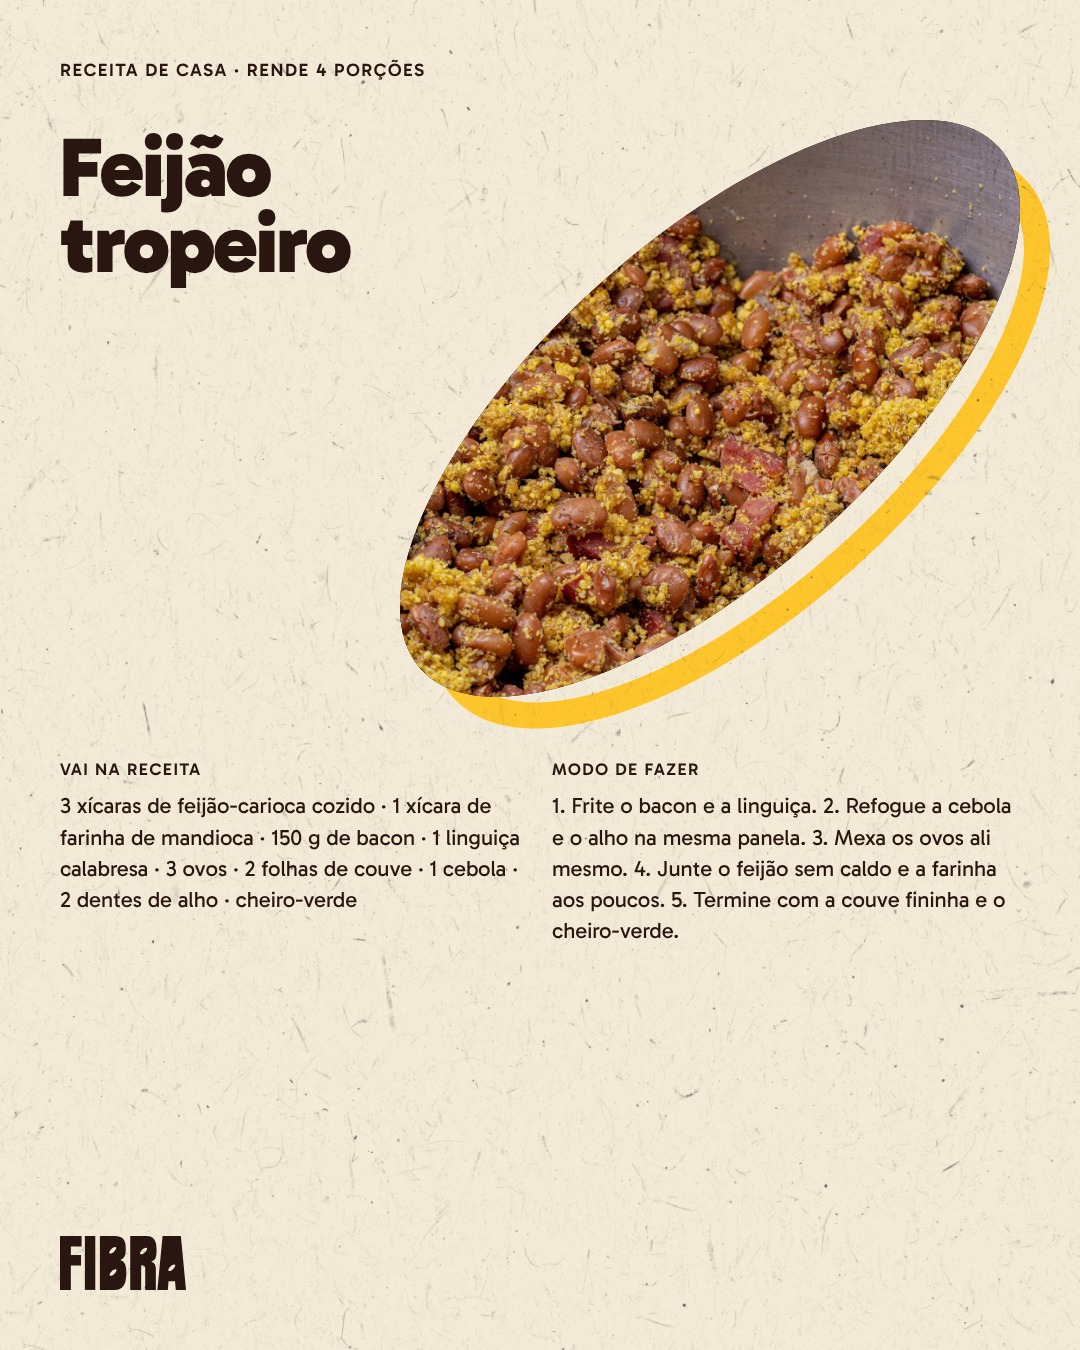 RECEITA DE CASA · RENDE 4 PORÇÕES
Feijão
tropeiro
VAI NA RECEITA
3 xícaras de feijão-carioca cozido · 1 xícara de
farinha de mandioca · 150 g de bacon · 1 linguiça
calabresa · 3 ovos · 2 folhas de couve · 1 cebola ·
2 dentes de alho · cheiro-verde
MODO DE FAZER
1. Frite o bacon e a linguiça. 2. Refogue a cebola
e o alho na mesma panela. 3. Mexa os ovos ali
mesmo. 4. Junte o feijão sem caldo e a farinha
aos poucos. 5. Termine com a couve fininha e o
cheiro-verde.
FIBRA